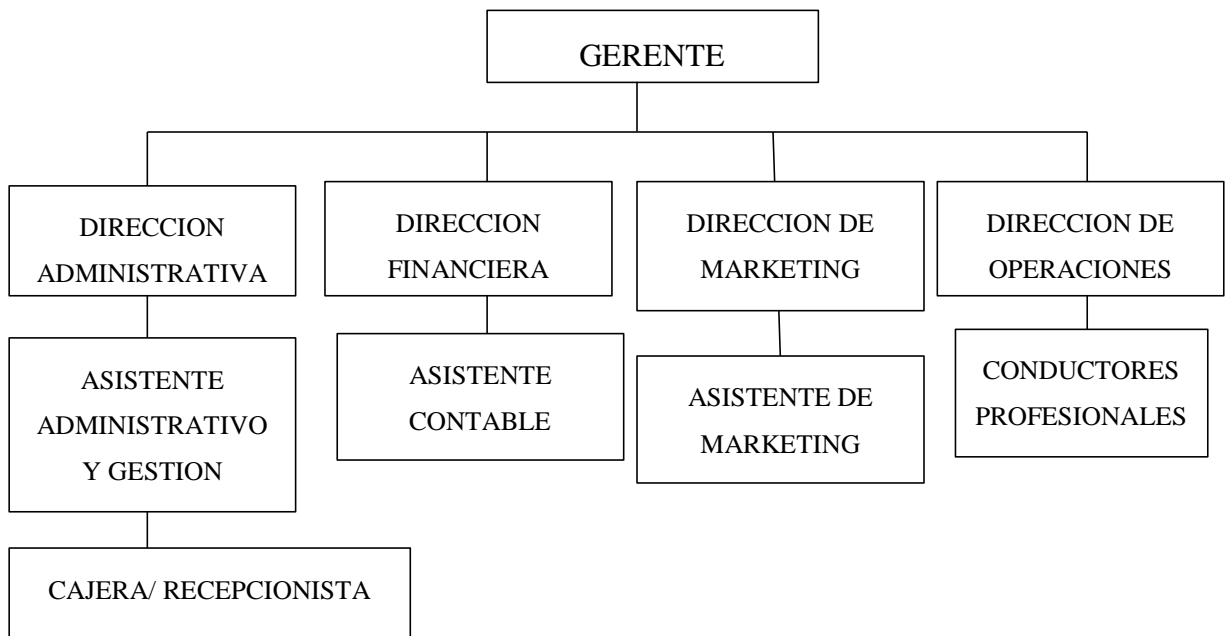 GERENTE
DIRECCION
ADMINISTRATIVA
DIRECCION
FINANCIERA
DIRECCION DE
MARKETING
DIRECCION DE
OPERACIONES
ASISTENTE
ADMINISTRATIVO
Y GESTION
ASISTENTE
CONTABLE
ASISTENTE DE
MARKETING
CONDUCTORES
PROFESIONALES
CAJERA/ RECEPCIONISTA